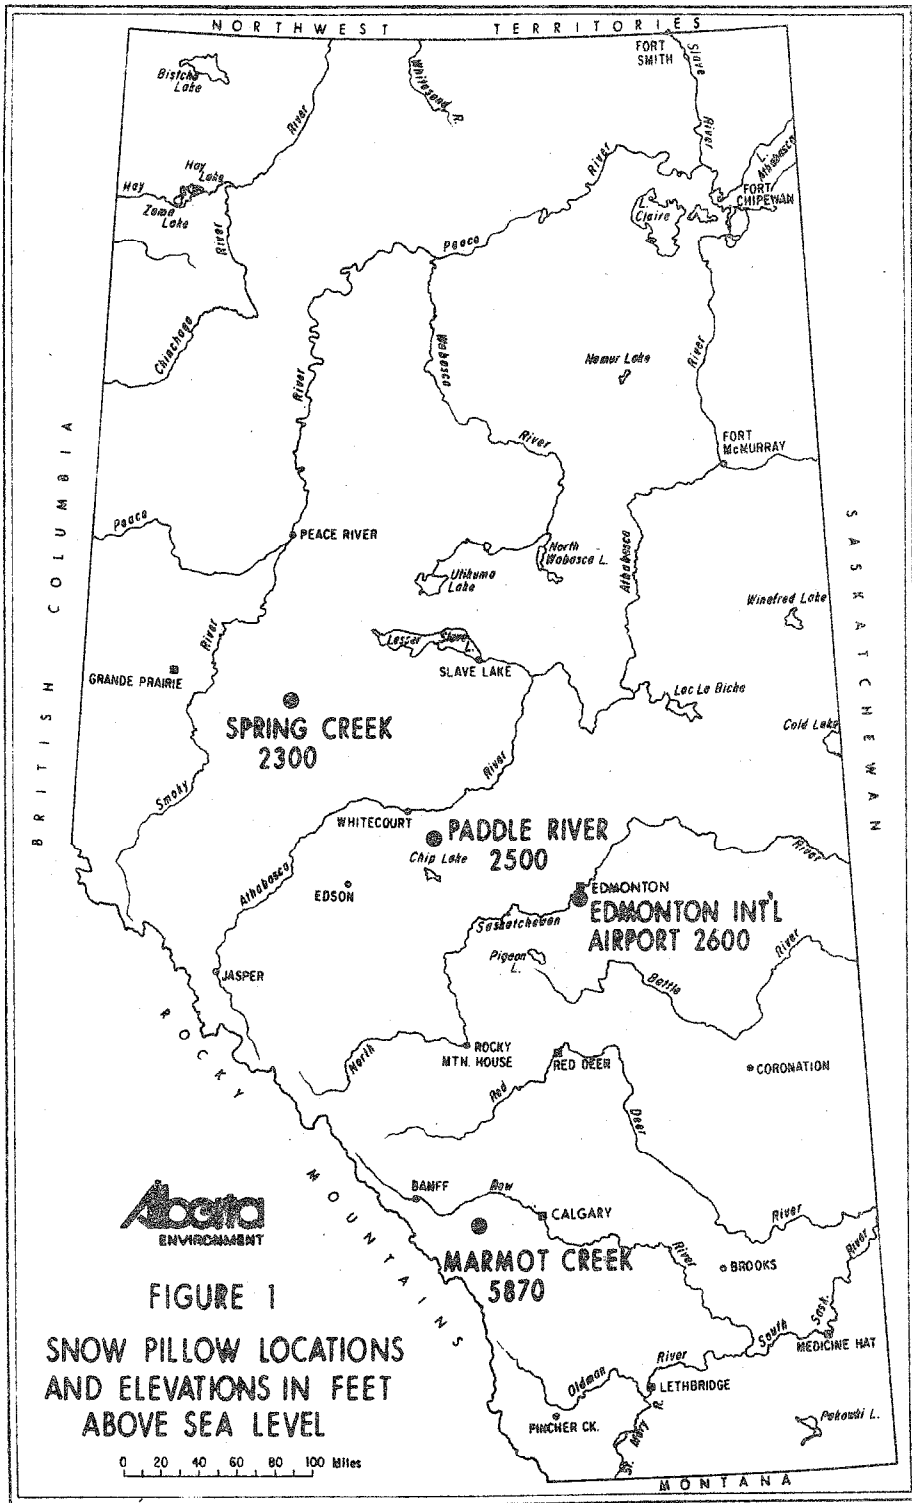 NORTHWEST TERRITORIES
FORT
SMITH
Slave
River
Bistcho
Lake
Whitesand R.
River
L.
Athabasca
Hay
Lake
Hay
Zama
Lake
River
River
FORT
CHIPEWAN
L.
Claire
Peace
Chinchaga
River
Wabasca
River
Namur Lake
River
FORT
McMURRAY
Peace
PEACE RIVER
BRITISH COLUMBIA
SASKATCHEWAN
North
Wabasca L.
Utikuma
Lake
Athabasca
Winefred Lake
River
Lesser Slave
L.
SLAVE LAKE
GRANDE PRAIRIE
Lac La Biche
SPRING CREEK
2300
Cold Lake
River
Smoky
WHITECOURT
PADDLE RIVER
2500
Chip Lake
River
Athabasca
EDSON
EDMONTON
EDMONTON INT'L
AIRPORT 2600
Saskatchewan
Pigeon
L.
Battle
River
JASPER
ROCKY MOUNTAINS
North
ROCKY
MTN. HOUSE
RED DEER
CORONATION
Red
Deer
BANFF
Bow
CALGARY
River
River
River
MARMOT CREEK
5870
BROOKS
Alberta
ENVIRONMENT
South
Sask.
MEDICINE HAT
FIGURE 1
SNOW PILLOW LOCATIONS
AND ELEVATIONS IN FEET
ABOVE SEA LEVEL
Oldman
River
LETHBRIDGE
PINCHER CK.
St. Mary R.
Pakowki L.
0 20 40 60 80 100 Miles
MONTANA